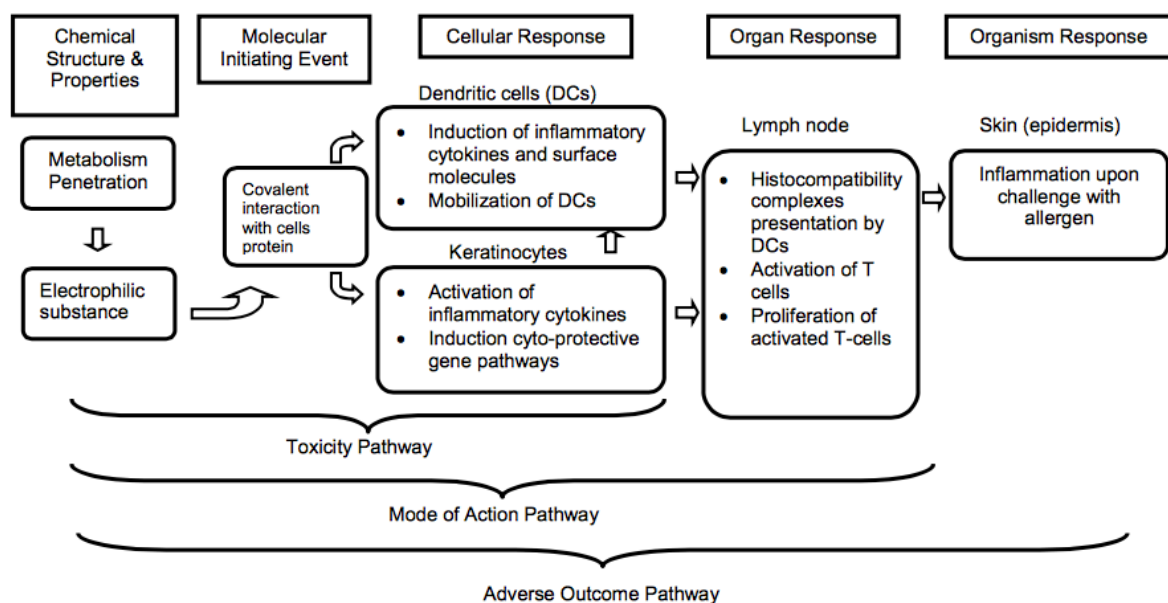 Chemical
Structure &
Properties
Molecular
Initiating Event
Cellular Response
Organ Response
Organism Response
Metabolism
Penetration
Electrophilic
substance
Covalent
interaction
with cells
protein
Dendritic cells (DCs)
• Induction of inflammatory
cytokines and surface
molecules
• Mobilization of DCs
Keratinocytes
• Activation of
inflammatory cytokines
• Induction cyto-protective
gene pathways
Lymph node
• Histocompatibility
complexes
presentation by
DCs
• Activation of T
cells
• Proliferation of
activated T-cells
Skin (epidermis)
Inflammation upon
challenge with
allergen
Toxicity Pathway
Mode of Action Pathway
Adverse Outcome Pathway